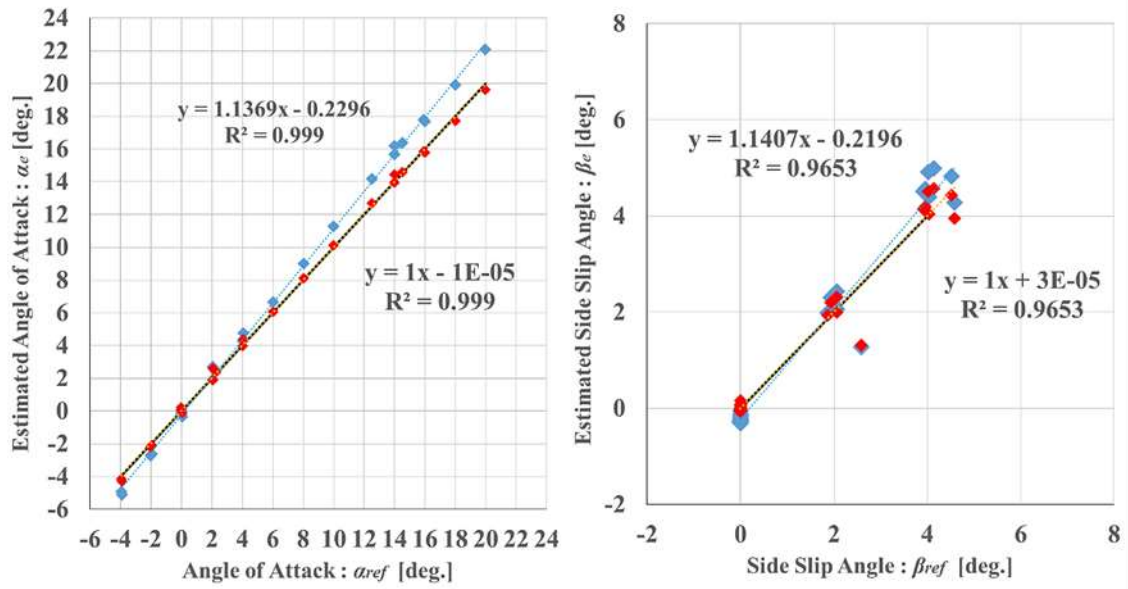 24
22
20
18
16
14
12
10
8
6
4
2
0
-2
-4
-6
Estimated Angle of Attack : αe [deg.]
y = 1.1369x - 0.2296
R² = 0.999
y = 1x - 1E-05
R² = 0.999
-6 -4 -2 0 2 4 6 8 10 12 14 16 18 20 22 24
Angle of Attack : αref [deg.]
8
6
4
2
0
-2
Estimated Side Slip Angle : βe [deg.]
y = 1.1407x - 0.2196
R² = 0.9653
y = 1x + 3E-05
R² = 0.9653
-2 0 2 4 6 8
Side Slip Angle : βref [deg.]